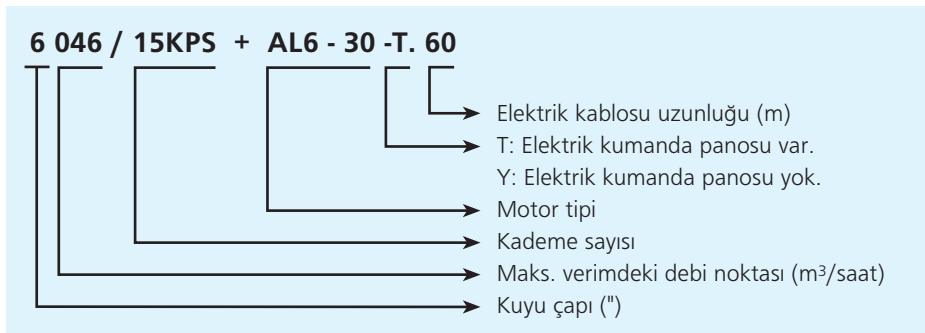 6 046 / 15KPS + AL6 - 30 -T. 60
Elektrik kablosu uzunluğu (m)
T: Elektrik kumanda panosu var.
Y: Elektrik kumanda panosu yok.
Motor tipi
Kademe sayısı
Maks. verimdeki debi noktası (m3/saat)
Kuyu çapı (")